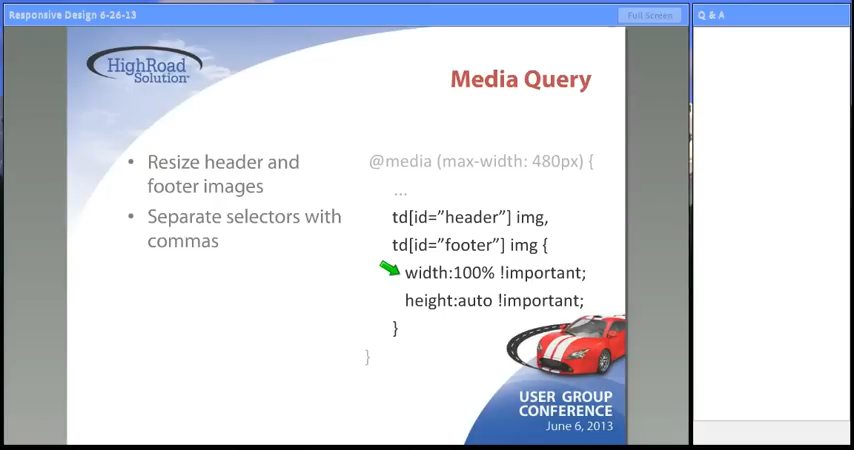 Responsive Design 6-26-13
Full Screen
Q & A
HighRoad
Solution
Media Query
• Resize header and
footer images
• Separate selectors with
commas
@media (max-width: 480px) {
...
td[id=”header”] img,
td[id=”footer”] img {
width:100% !important;
height:auto !important;
}
}
USER GROUP
CONFERENCE
June 6, 2013